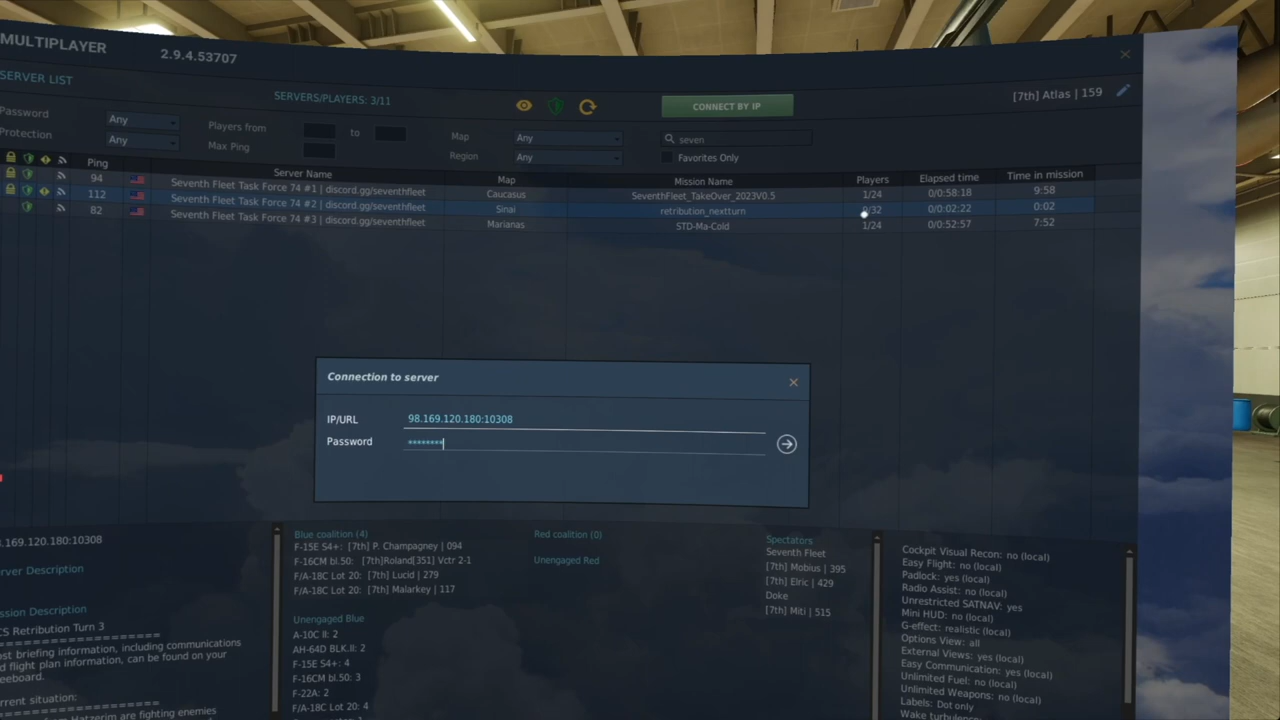 MULTIPLAYER 2.9.4.53707
SERVER LIST
SERVERS/PLAYERS: 3/11
CONNECT BY IP
[7th] Atlas | 159
Password Any
Players from to
Map Any
seven
Protection Any
Max Ping
Region Any
Favorites Only
Ping Server Name Map Mission Name Players Elapsed time Time in mission
94 Seventh Fleet Task Force 74 #1 | discord.gg/seventhfleet Caucasus SeventhFleet_TakeOver_2023V0.5 1/24 0/0:58:18 9:58
112 Seventh Fleet Task Force 74 #2 | discord.gg/seventhfleet Sinai retribution_nextturn /32 0/0:02:22 0:02
82 Seventh Fleet Task Force 74 #3 | discord.gg/seventhfleet Marianas STD-Ma-Cold 1/24 0/0:52:57 7:52
Connection to server
IP/URL 98.169.120.180:10308
Password ********
.169.120.180:10308
rver Description
ssion Description
CS Retribution Turn 3
====================
ost briefing information, including communications
d flight plan information, can be found on your
eeboard.
rrent situation:
====================
from Hatzerim are fighting enemies
Blue coalition (4)
F-15E S4+: [7th] P. Champagney | 094
F-16CM bl.50: [7th]Roland[351] Vctr 2-1
F/A-18C Lot 20: [7th] Lucid | 279
F/A-18C Lot 20: [7th] Malarkey | 117
Unengaged Blue
A-10C II: 2
AH-64D BLK.II: 2
F-15E S4+: 4
F-16CM bl.50: 3
F-22A: 2
F/A-18C Lot 20: 4
Red coalition (0)
Unengaged Red
Spectators
Seventh Fleet
[7th] Mobius | 395
[7th] Elric | 429
Doke
[7th] Miti | 515
Cockpit Visual Recon: no (local)
Easy Flight: no (local)
Padlock: yes (local)
Radio Assist: no (local)
Unrestricted SATNAV: yes
Mini HUD: no (local)
G-effect: realistic (local)
Options View: all
External Views: yes (local)
Easy Communication: yes (local)
Unlimited Fuel: no (local)
Unlimited Weapons: no (local)
Labels: Dot only
Wake turbulence: